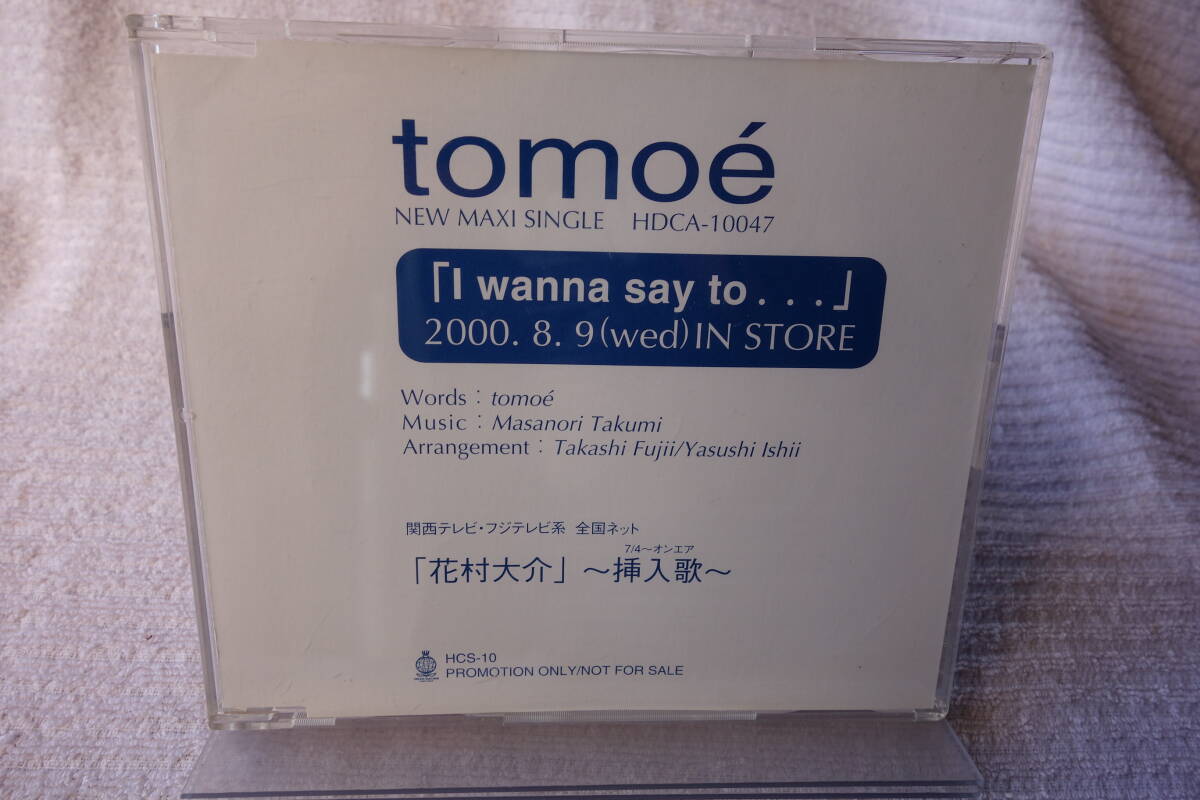 tomoé
NEW MAXI SINGLE HDCA-10047
「I wanna say to . . .」
2000. 8. 9(wed)IN STORE
Words : tomoé
Music : Masanori Takumi
Arrangement : Takashi Fujii/Yasushi Ishii
関西テレビ・フジテレビ系 全国ネット
7/4〜オンエア
「花村大介」〜挿入歌〜
HCS-10
PROMOTION ONLY/NOT FOR SALE